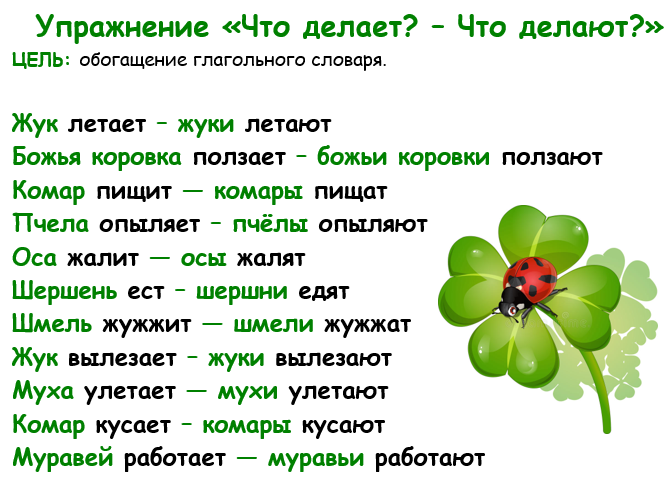 Упражнение «Что делает? – Что делают?»
ЦЕЛЬ: обогащение глагольного словаря.
Жук летает – жуки летают
Божья коровка ползает – божьи коровки ползают
Комар пищит — комары пищат
Пчела опыляет – пчёлы опыляют
Оса жалит — осы жалят
Шершень ест – шершни едят
Шмель жужжит — шмели жужжат
Жук вылезает – жуки вылезают
Муха улетает — мухи улетают
Комар кусает – комары кусают
Муравей работает — муравьи работают